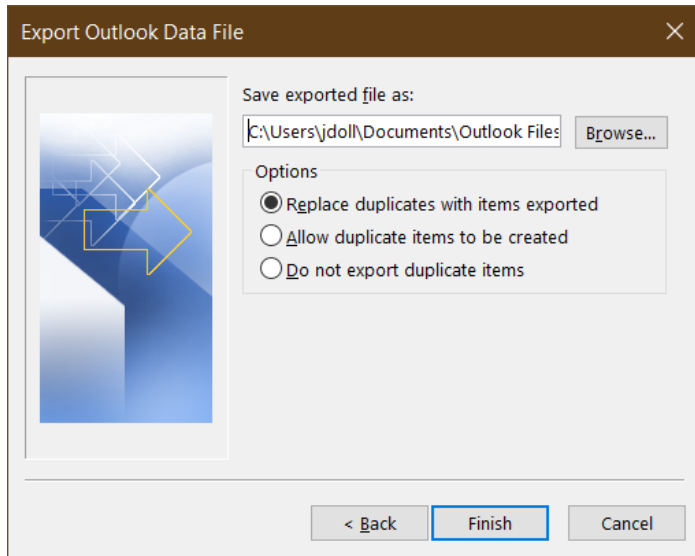 Export Outlook Data File
Save exported file as:
C:\Users\jdoll\Documents\Outlook Files
Browse...
Options
Replace duplicates with items exported
Allow duplicate items to be created
Do not export duplicate items
< Back
Finish
Cancel